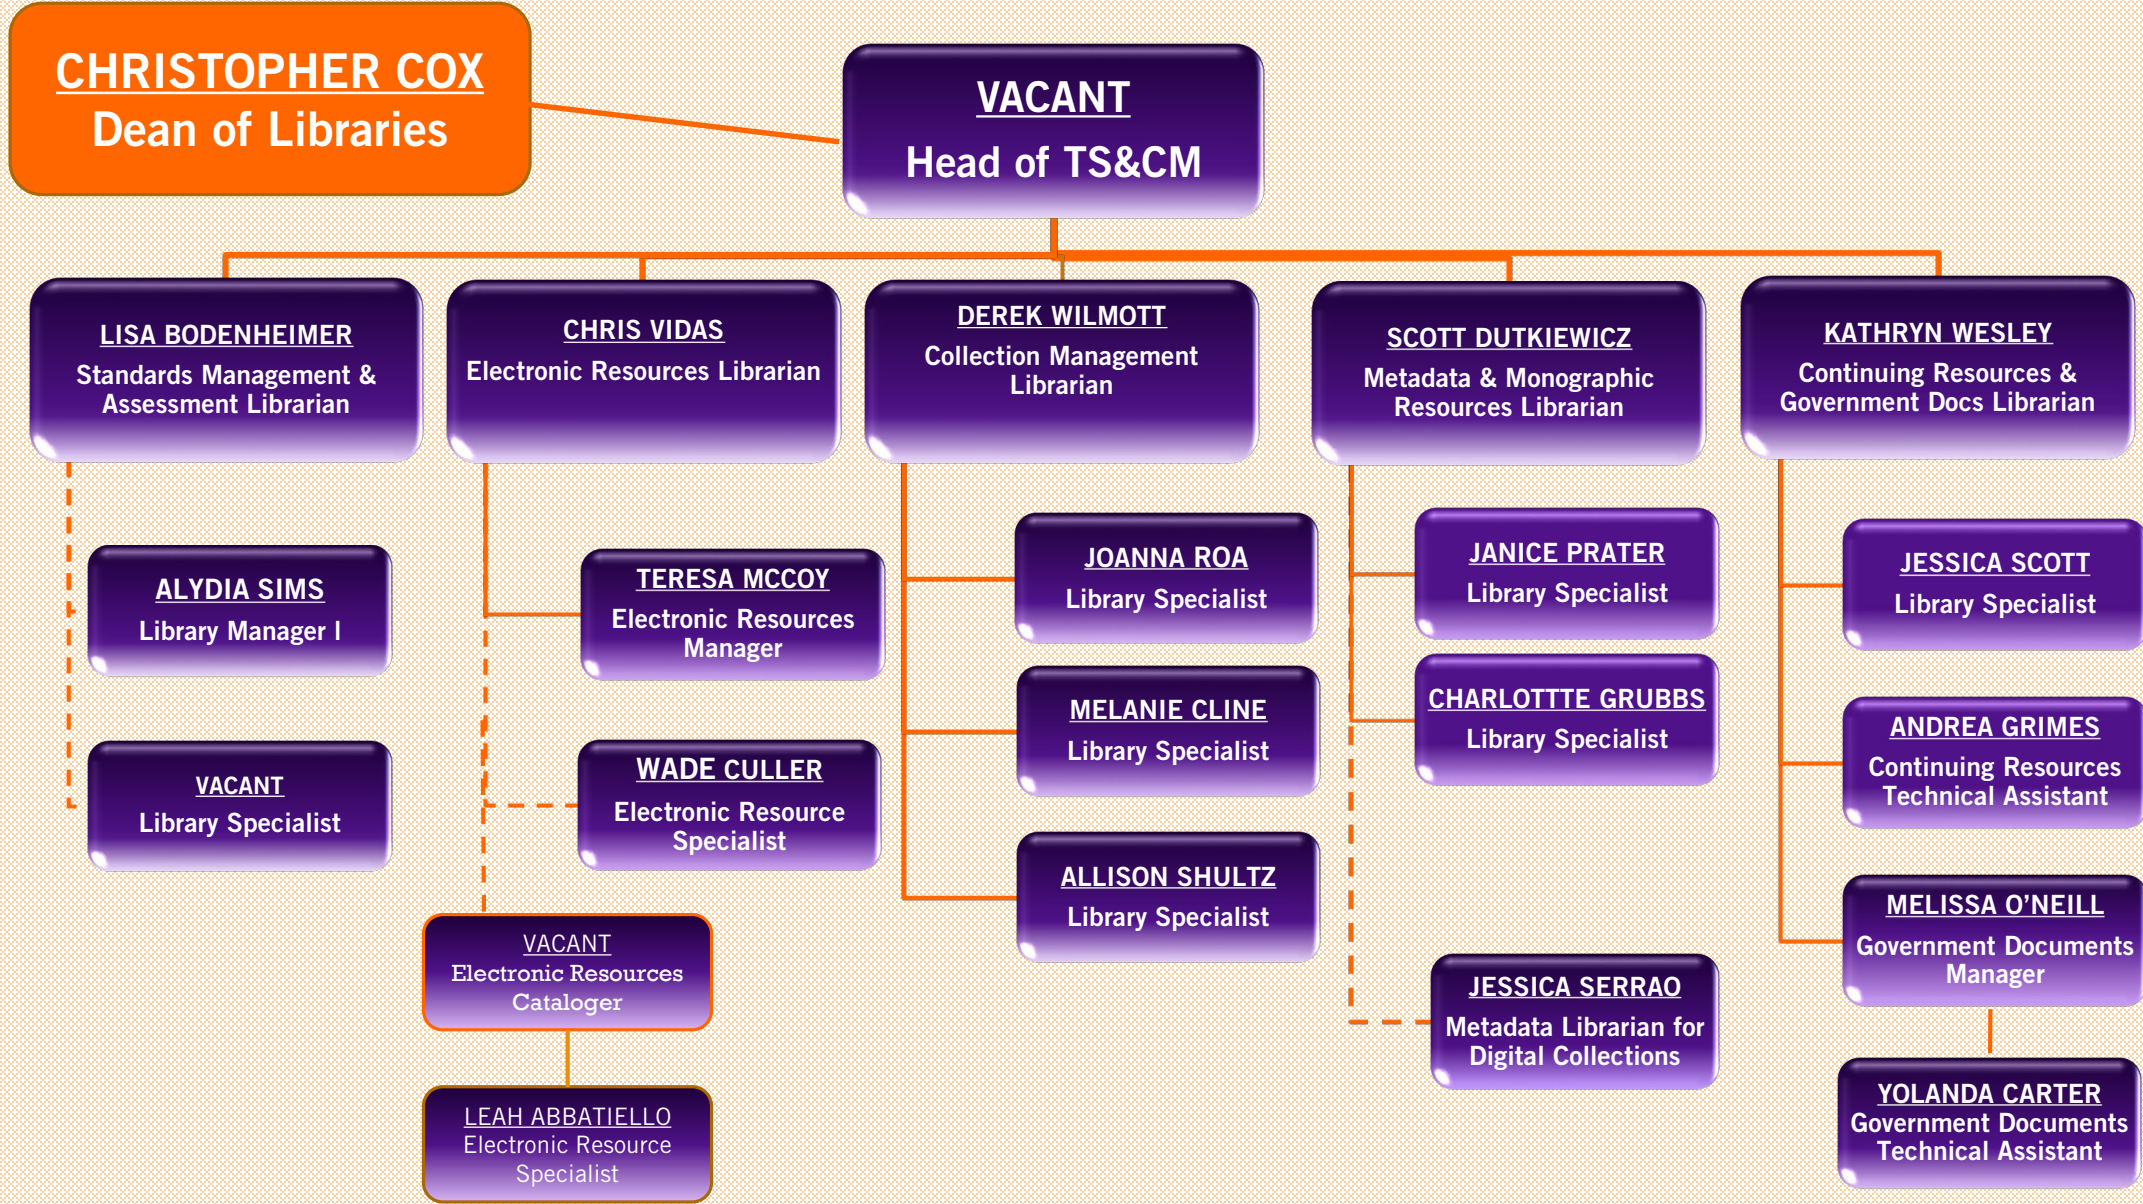 CHRISTOPHER COX
Dean of Libraries
VACANT
Head of TS&CM
LISA BODENHEIMER
Standards Management &
Assessment Librarian
CHRIS VIDAS
Electronic Resources Librarian
DEREK WILMOTT
Collection Management
Librarian
SCOTT DUTKIEWICZ
Metadata & Monographic
Resources Librarian
KATHRYN WESLEY
Continuing Resources &
Government Docs Librarian
ALYDIA SIMS
Library Manager I
VACANT
Library Specialist
TERESA MCCOY
Electronic Resources
Manager
WADE CULLER
Electronic Resource
Specialist
VACANT
Electronic Resources
Cataloger
LEAH ABBATIELLO
Electronic Resource
Specialist
JOANNA ROA
Library Specialist
MELANIE CLINE
Library Specialist
ALLISON SHULTZ
Library Specialist
JANICE PRATER
Library Specialist
CHARLOTTTE GRUBBS
Library Specialist
JESSICA SERRAO
Metadata Librarian for
Digital Collections
JESSICA SCOTT
Library Specialist
ANDREA GRIMES
Continuing Resources
Technical Assistant
MELISSA O’NEILL
Government Documents
Manager
YOLANDA CARTER
Government Documents
Technical Assistant